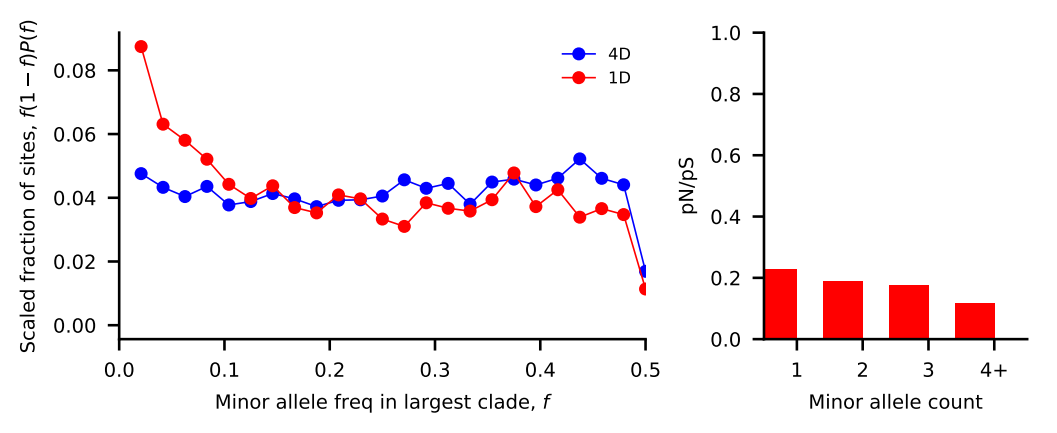 Scaled fraction of sites, f(1 − f)P(f)
0.08
0.06
0.04
0.02
0.00
0.0 0.1 0.2 0.3 0.4 0.5
Minor allele freq in largest clade, f
4D
1D
pN/pS
1.0
0.8
0.6
0.4
0.2
0.0
1 2 3 4+
Minor allele count